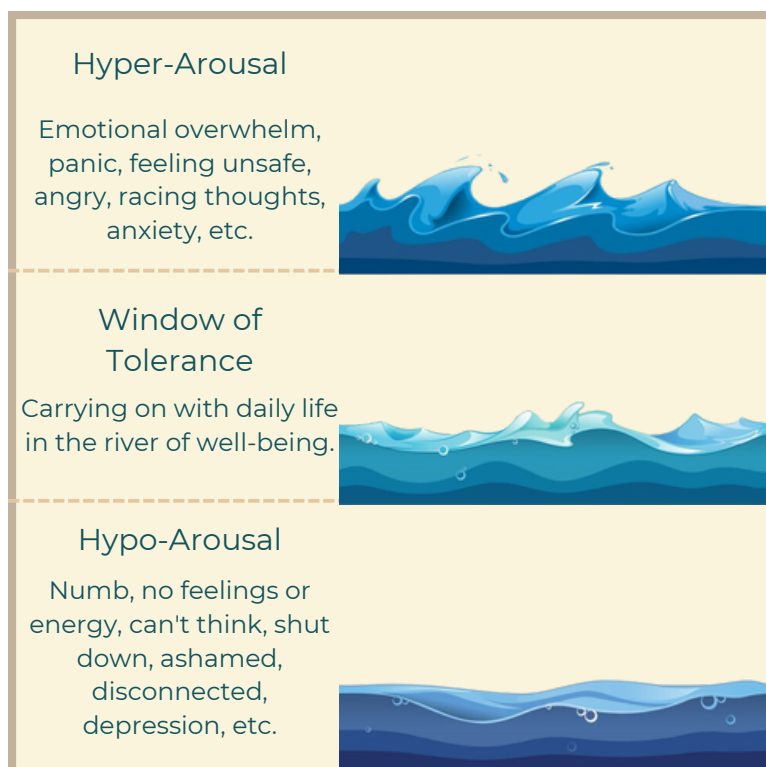 Hyper-Arousal
Emotional overwhelm,
panic, feeling unsafe,
angry, racing thoughts,
anxiety, etc.
Window of
Tolerance
Carrying on with daily life
in the river of well-being.
Hypo-Arousal
Numb, no feelings or
energy, can't think, shut
down, ashamed,
disconnected,
depression, etc.